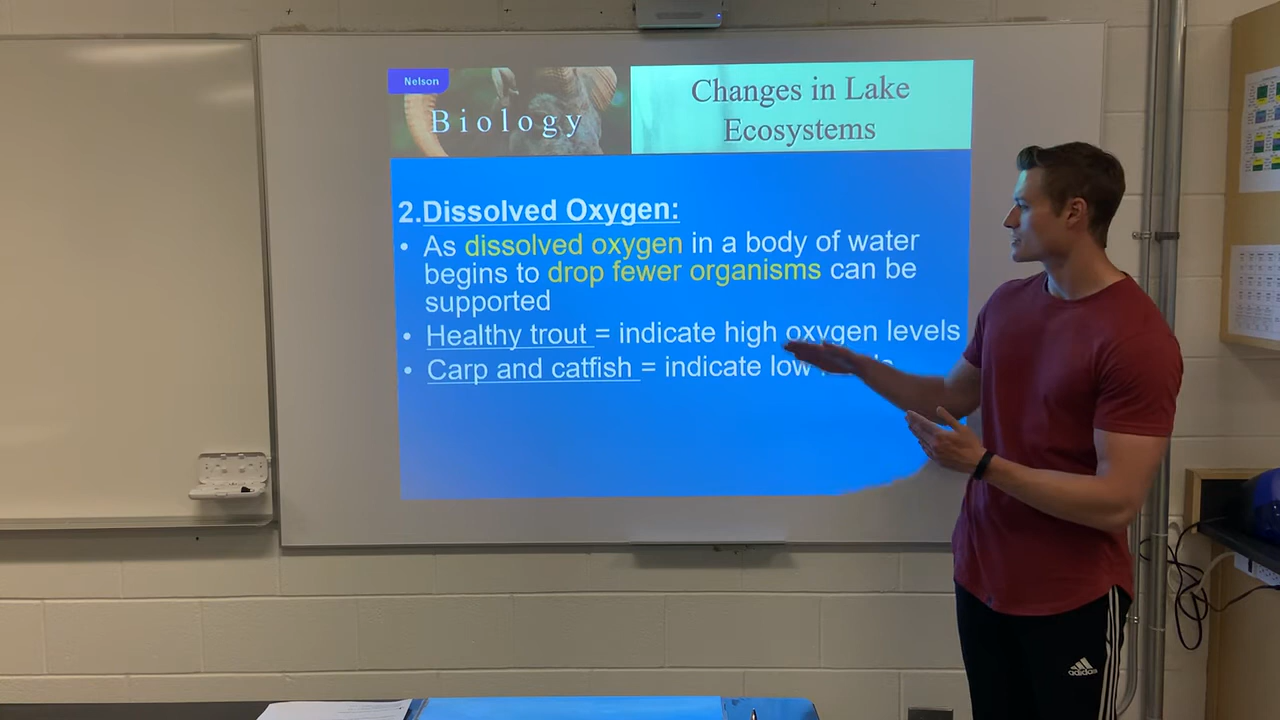 Nelson
Biology
Changes in Lake
Ecosystems
2.Dissolved Oxygen:
• As dissolved oxygen in a body of water
begins to drop fewer organisms can be
supported
• Healthy trout = indicate high oxygen levels
• Carp and catfish = indicate low
adidas